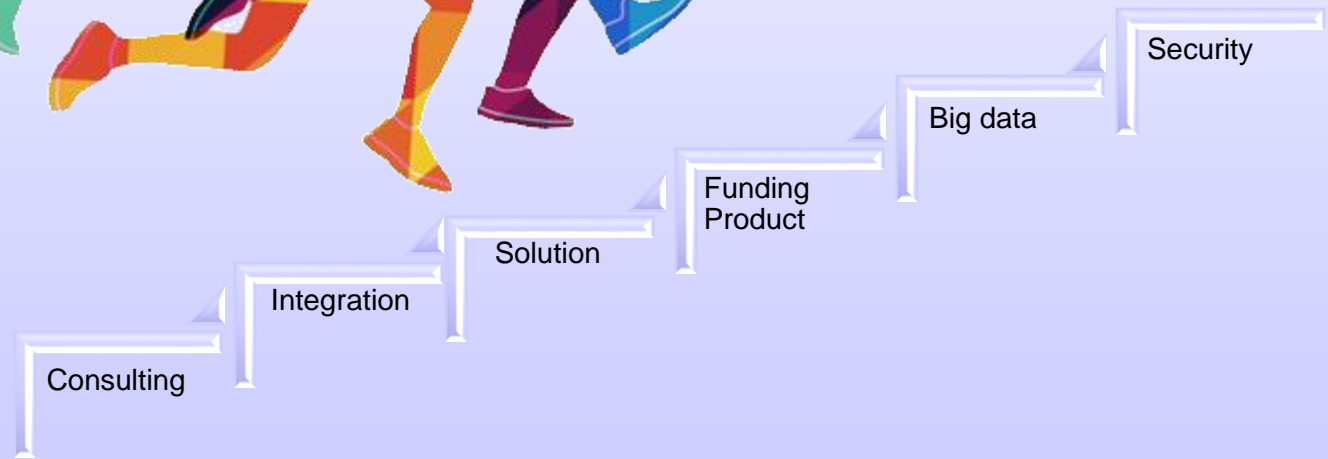 Security
Big data
Funding
Product
Solution
Integration
Consulting